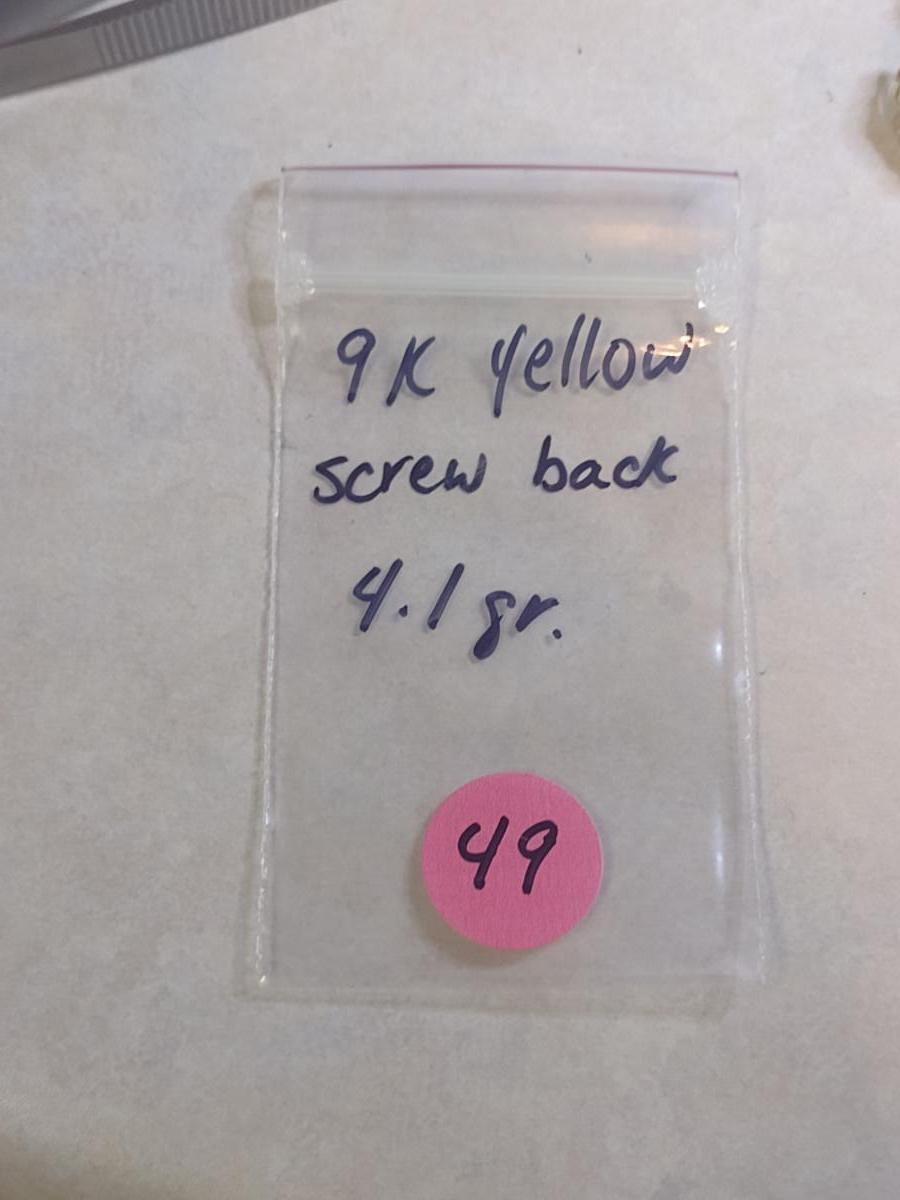 9K yellow
screw back
4.1 gr.
49